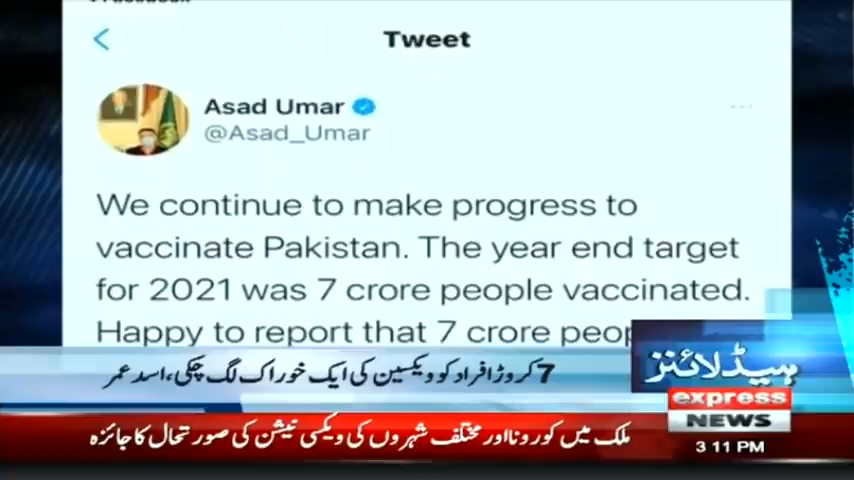 Tweet
Asad Umar
@Asad_Umar
We continue to make progress to
vaccinate Pakistan. The year end target
for 2021 was 7 crore people vaccinated.
Happy to report that 7 crore
7 کروڑ افراد کو ویکسین کی ایک خوراک لگ چکی، اسد عمر
ہیڈلائنز
express
NEWS
ملک میں کورونا اور مختلف شہروں کی ویکسی نیشن کی صورتحال کا جائزہ
3 11 PM